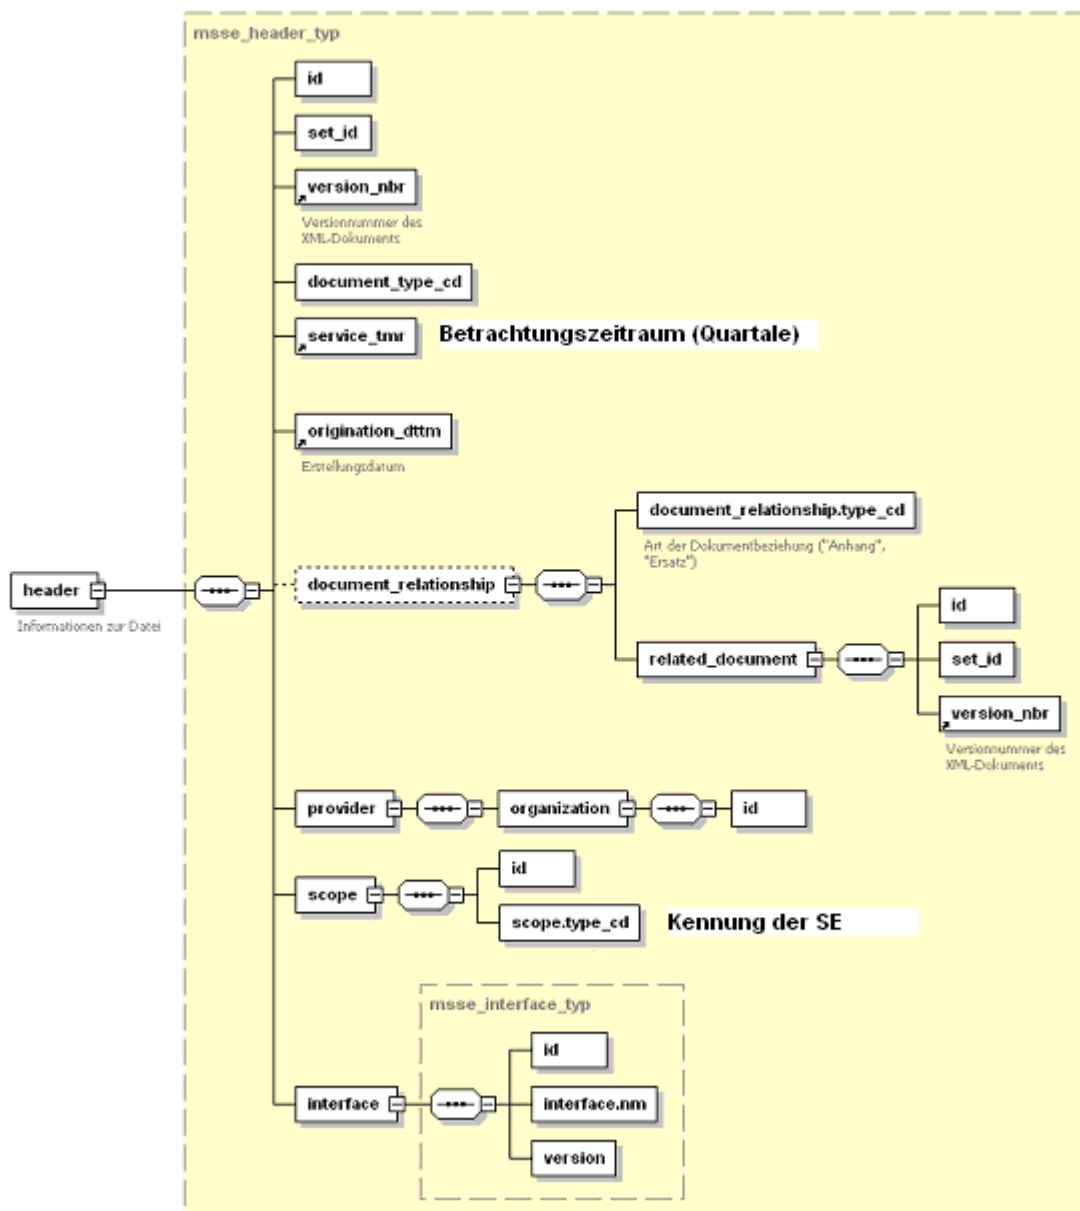 msse_header_typ
id
set_id
version_nbr
Versionnummer des
XML-Dokuments
document_type_cd
service_tmr
Betrachtungszeitraum (Quartale)
origination_dttm
Erstellungsdatum
document_relationship.type_cd
Art der Dokumentbeziehung ("Anhang",
"Ersatz")
header
Informationen zur Datei
document_relationship
id
related_document
set_id
version_nbr
Versionnummer des
XML-Dokuments
provider
organization
id
scope
id
scope.type_cd
Kennung der SE
msse_interface_typ
id
interface
interface.nm
version